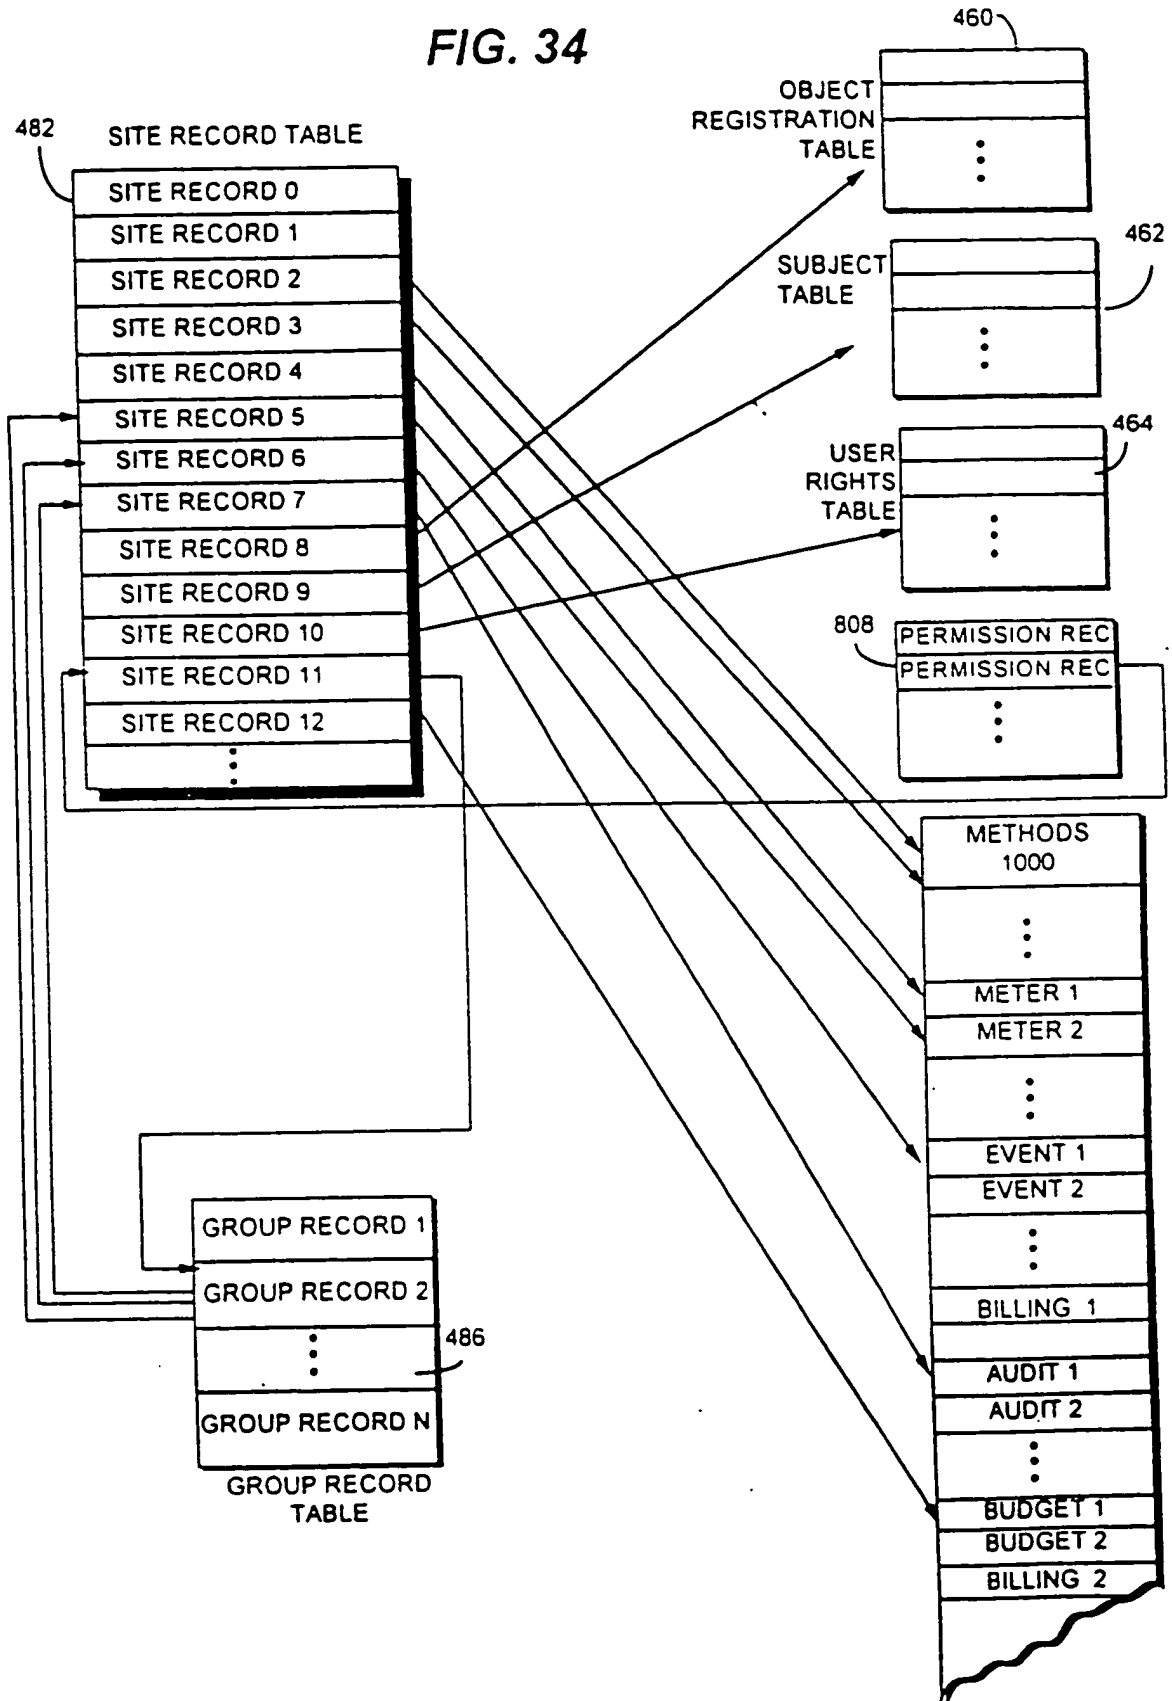 FIG. 34
482
SITE RECORD TABLE
SITE RECORD 0
SITE RECORD 1
SITE RECORD 2
SITE RECORD 3
SITE RECORD 4
SITE RECORD 5
SITE RECORD 6
SITE RECORD 7
SITE RECORD 8
SITE RECORD 9
SITE RECORD 10
SITE RECORD 11
SITE RECORD 12
460
OBJECT
REGISTRATION
TABLE
462
SUBJECT
TABLE
464
USER
RIGHTS
TABLE
808
PERMISSION REC
PERMISSION REC
METHODS
1000
METER 1
METER 2
EVENT 1
EVENT 2
BILLING 1
AUDIT 1
AUDIT 2
BUDGET 1
BUDGET 2
BILLING 2
GROUP RECORD 1
GROUP RECORD 2
486
GROUP RECORD N
GROUP RECORD
TABLE